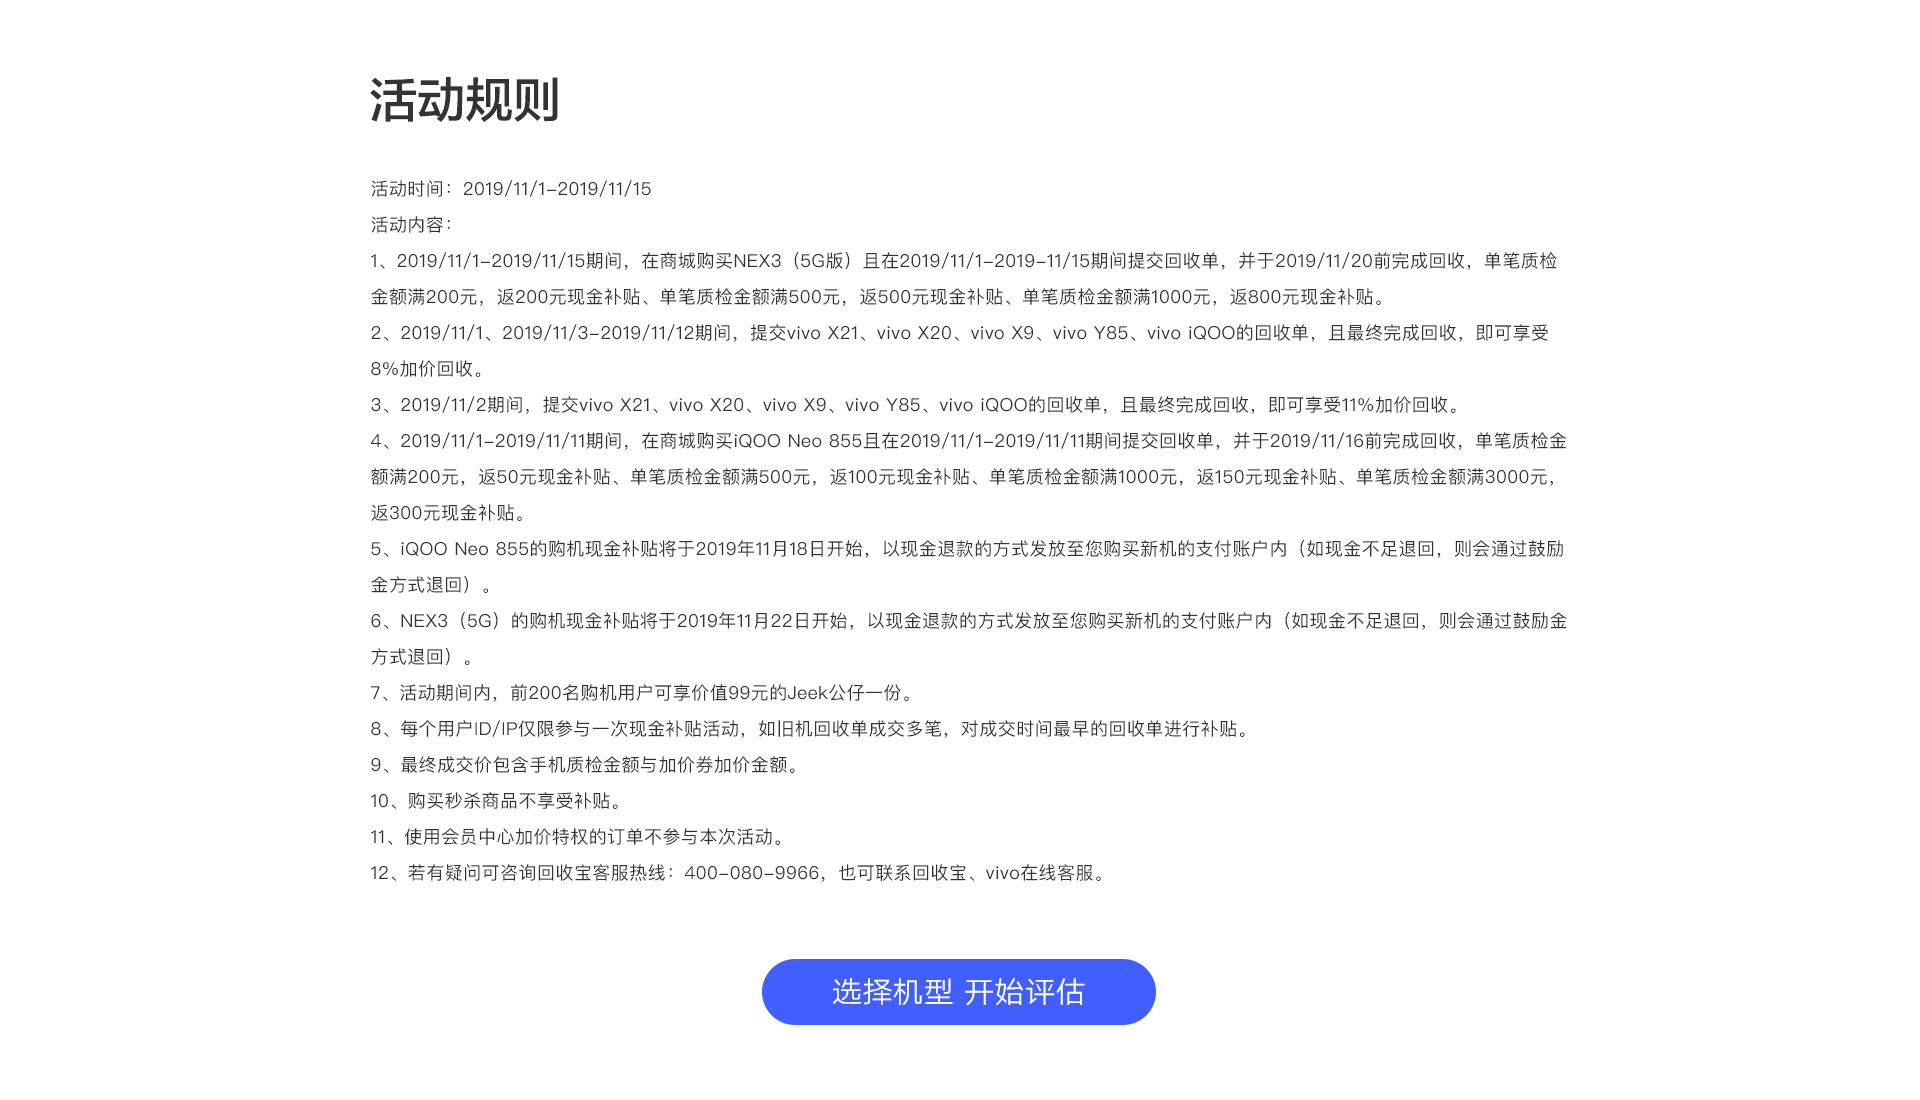 活动规则
活动时间：2019/11/1-2019/11/15
活动内容：
1、2019/11/1-2019/11/15期间，在商城购买NEX3（5G版）且在2019/11/1-2019-11/15期间提交回收单，并于2019/11/20前完成回收，单笔质检
金额满200元，返200元现金补贴、单笔质检金额满500元，返500元现金补贴、单笔质检金额满1000元，返800元现金补贴。
2、2019/11/1、2019/11/3-2019/11/12期间，提交vivo X21、vivo X20、vivo X9、vivo Y85、vivo iQOO的回收单，且最终完成回收，即可享受
8%加价回收。
3、2019/11/2期间，提交vivo X21、vivo X20、vivo X9、vivo Y85、vivo iQOO的回收单，且最终完成回收，即可享受11%加价回收。
4、2019/11/1-2019/11/11期间，在商城购买iQOO Neo 855且在2019/11/1-2019/11/11期间提交回收单，并于2019/11/16前完成回收，单笔质检金
额满200元，返50元现金补贴、单笔质检金额满500元，返100元现金补贴、单笔质检金额满1000元，返150元现金补贴、单笔质检金额满3000元，
返300元现金补贴。
5、iQOO Neo 855的购机现金补贴将于2019年11月18日开始，以现金退款的方式发放至您购买新机的支付账户内（如现金不足退回，则会通过鼓励
金方式退回）。
6、NEX3（5G）的购机现金补贴将于2019年11月22日开始，以现金退款的方式发放至您购买新机的支付账户内（如现金不足退回，则会通过鼓励金
方式退回）。
7、活动期间内，前200名购机用户可享价值99元的Jeek公仔一份。
8、每个用户ID/IP仅限参与一次现金补贴活动，如旧机回收单成交多笔，对成交时间最早的回收单进行补贴。
9、最终成交价包含手机质检金额与加价券加价金额。
10、购买秒杀商品不享受补贴。
11、使用会员中心加价特权的订单不参与本次活动。
12、若有疑问可咨询回收宝客服热线：400-080-9966，也可联系回收宝、vivo在线客服。
选择机型 开始评估